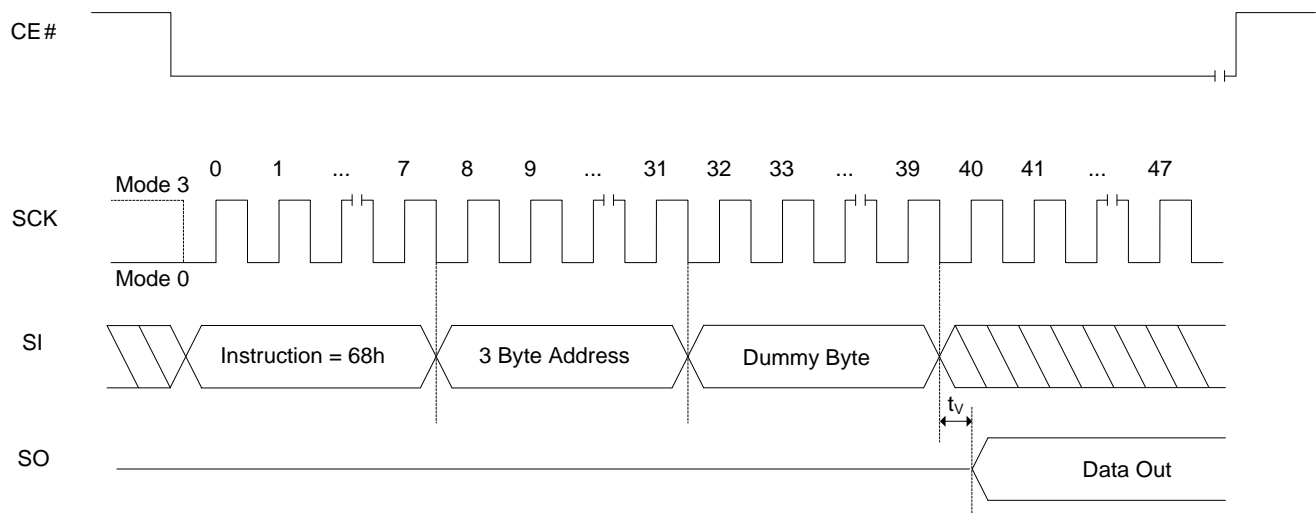 CE#
0 1 ... 7 8 9 ... 31 32 33 ... 39 40 41 ... 47
Mode 3
SCK
Mode 0
SI
Instruction = 68h
3 Byte Address
Dummy Byte
tV
SO
Data Out